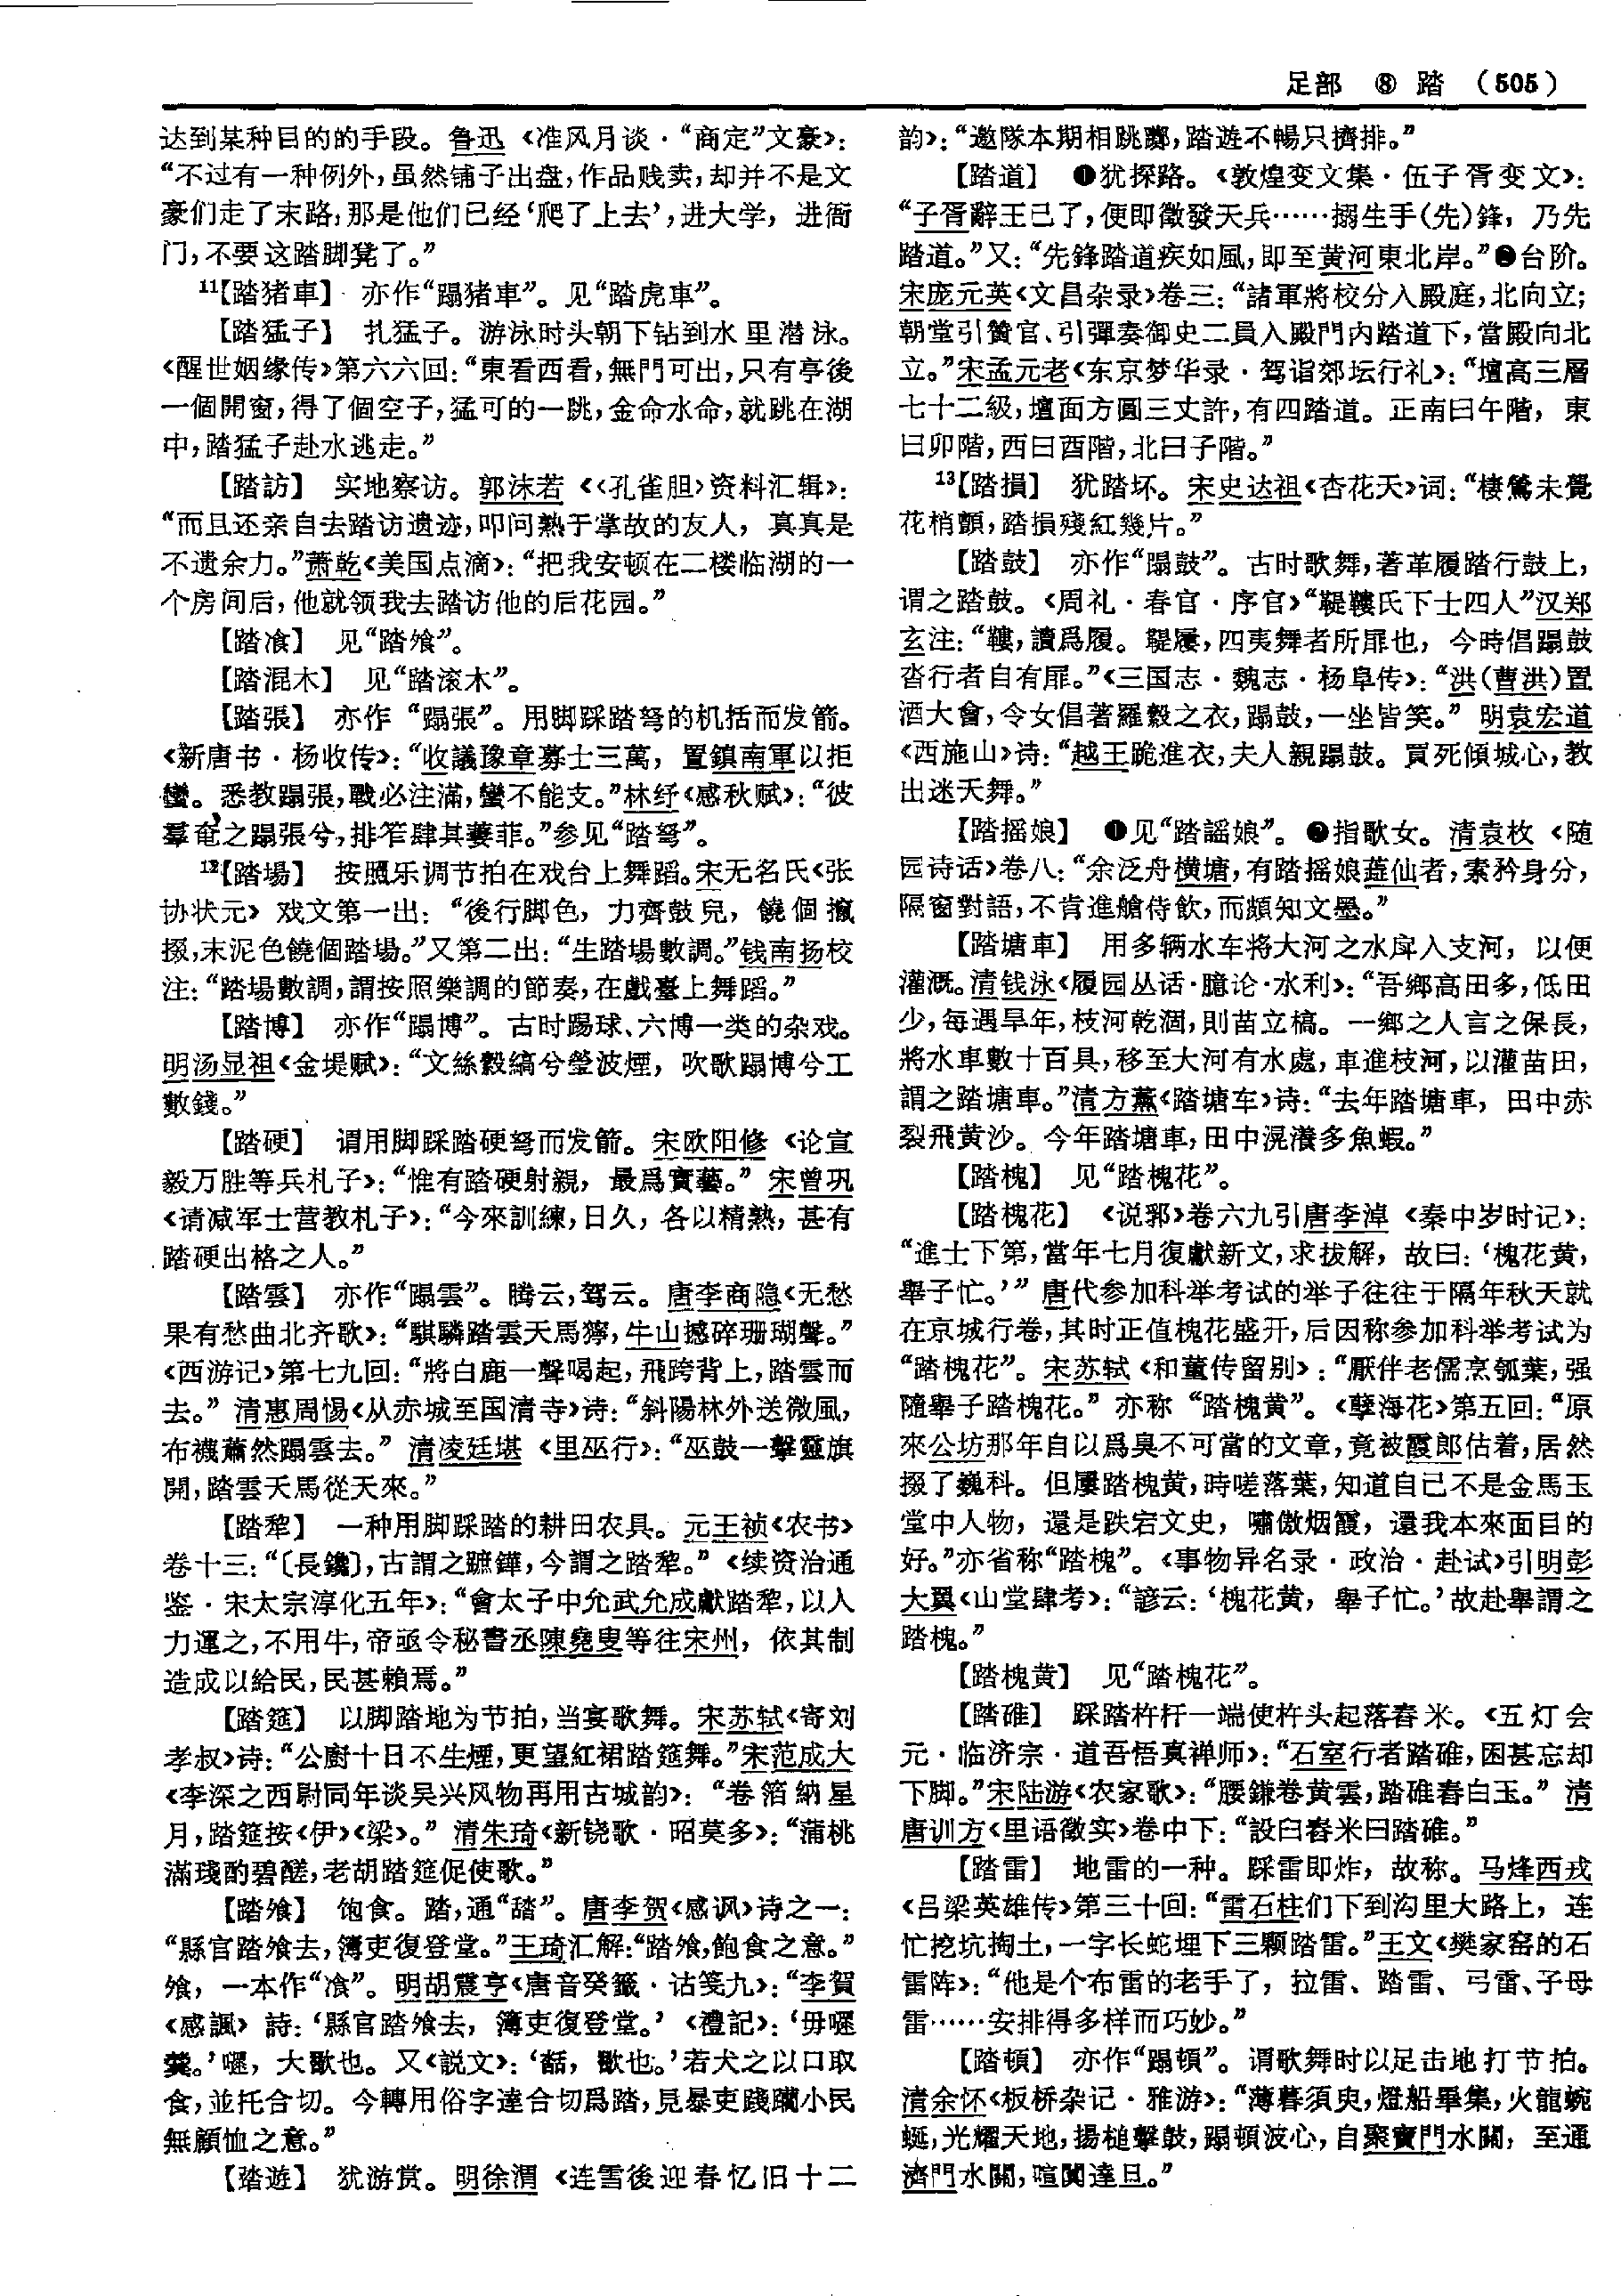 足部 ⑧ 踏 （505）
达到某种目的的手段。鲁迅《准风月谈·“商定”文豪》：
“不过有一种例外，虽然铺子出盘，作品贱卖，却并不是文
豪们走了末路，那是他们已经‘爬了上去’，进大学，进衙
门，不要这踏脚凳了。”
11【踏猪車】 亦作“蹋猪車”。见“踏虎車”。
【踏猛子】 扎猛子。游泳时头朝下钻到水里潜泳。
《醒世姻缘传》第六六回：“東看西看，無門可出，只有亭後
一個開窗，得了個空子，猛可的一跳，金命水命，就跳在湖
中，踏猛子赴水逃走。”
【踏訪】 实地察访。郭沫若《〈孔雀胆〉资料汇辑》：
“而且还亲自去踏访遗迹，叩问熟于掌故的友人，真真是
不遗余力。”萧乾《美国点滴》：“把我安顿在二楼临湖的一
个房间后，他就领我去踏访他的后花园。”
【踏飡】 见“踏飧”。
【踏混木】 见“踏滚木”。
【踏張】 亦作“蹋張”。用脚踩踏弩的机括而发箭。
《新唐书·杨收传》：“收議豫章募士三萬，置鎮南軍以拒
蠻。悉教蹋張，戰必注滿，蠻不能支。”林纾《感秋赋》：“彼
羣奄之蹋張兮，排笮肆其萋菲。”参见“踏弩”。
12【踏場】 按照乐调节拍在戏台上舞蹈。宋无名氏《张
协状元》戏文第一出：“後行脚色，力齊鼓兒，饒個攛
掇，末泥色饒個踏場。”又第二出：“生踏場數調。”钱南扬校
注：“踏場數調，謂按照樂調的節奏，在戲臺上舞蹈。”
【踏博】 亦作“蹋博”。古时踢球、六博一类的杂戏。
明汤显祖《金堤赋》：“文絲縠縞兮瑩波煙，吹歌蹋博兮工
數錢。”
【踏硬】 谓用脚踩踏硬弩而发箭。宋欧阳修《论宣
毅万胜等兵札子》：“惟有踏硬射親，最爲實藝。”宋曾巩
《请减军士营教札子》：“今來訓練，日久，各以精熟，甚有
踏硬出格之人。”
【踏雲】 亦作“蹋雲”。腾云，驾云。唐李商隐《无愁
果有愁曲北齐歌》：“騏驎踏雲天馬獰，牛山撼碎珊瑚聲。”
《西游记》第七九回：“將白鹿一聲喝起，飛跨背上，踏雲而
去。”清惠周惕《从赤城至国清寺》诗：“斜陽林外送微風，
布襪蕭然蹋雲去。”清凌廷堪《里巫行》：“巫鼓一擊靈旗
開，踏雲天馬從天來。”
【踏犂】 一种用脚踩踏的耕田农具。元王祯《农书》
卷十三：“〔長鑱〕，古謂之蹠鏵，今謂之踏犂。”《续资治通
鉴·宋太宗淳化五年》：“會太子中允武允成獻踏犂，以人
力運之，不用牛，帝亟令秘書丞陳堯叟等往宋州，依其制
造成以給民，民甚賴焉。”
【踏筵】 以脚踏地为节拍，当宴歌舞。宋苏轼《寄刘
孝叔》诗：“公廚十日不生煙，更望紅裙踏筵舞。”宋范成大
《李深之西尉同年谈吴兴风物再用古城韵》：“卷箔納星
月，踏筵按《伊》《梁》。”清朱琦《新铙歌·昭莫多》：“蒲桃
滿琖酌碧醝，老胡踏筵促使歌。”
【踏飧】 饱食。踏，通“䑜”。唐李贺《感讽》诗之一：
“縣官踏飧去，簿吏復登堂。”王琦汇解：“踏飧，飽食之意。”
飧，一本作“飡”。明胡震亨《唐音癸籤·诂笺九》：“李賀
《感諷》詩：‘縣官踏飧去，簿吏復登堂。’《禮記》：‘毋嚃
羹。’嚃，大歠也。又《説文》：‘䑜，歠也。’若犬之以口取
食，並托合切。今轉用俗字達合切爲踏，見暴吏踐躪小民
無顧恤之意。”
【踏遊】 犹游赏。明徐渭《连雪後迎春忆旧十二
韵》：“邀隊本期相跳躑，踏遊不暢只擠排。”
【踏道】 ❶犹探路。《敦煌变文集·伍子胥变文》：
“子胥辭王已了，便即徵發天兵……搦生手（先）鋒，乃先
踏道。”又：“先鋒踏道疾如風，即至黄河東北岸。”❷台阶。
宋庞元英《文昌杂录》卷三：“諸軍將校分入殿庭，北向立；
朝堂引贊官、引彈奏御史二員入殿門内踏道下，當殿向北
立。”宋孟元老《东京梦华录·驾诣郊坛行礼》：“壇高三層
七十二級，壇面方圓三丈許，有四踏道。正南曰午階，東
曰卯階，西曰酉階，北曰子階。”
13【踏損】 犹踏坏。宋史达祖《杏花天》词：“棲鶯未覺
花梢顫，踏損殘紅幾片。”
【踏鼓】 亦作“蹋鼓”。古时歌舞，著革履踏行鼓上，
谓之踏鼓。《周礼·春官·序官》“鞮鞻氏下士四人”汉郑
玄注：“鞻，讀爲屨。鞮屨，四夷舞者所屝也，今時倡蹋鼓
沓行者自有屝。”《三国志·魏志·杨阜传》：“洪（曹洪）置
酒大會，令女倡著羅縠之衣，蹋鼓，一坐皆笑。”明袁宏道
《西施山》诗：“越王跪進衣，夫人親蹋鼓。買死傾城心，教
出迷天舞。”
【踏摇娘】 ❶见“踏謡娘”。❷指歌女。清袁枚《随
园诗话》卷八：“余泛舟横塘，有踏摇娘蕋仙者，素矜身分，
隔窗對語，不肯進艙侍飲，而頗知文墨。”
【踏塘車】 用多辆水车将大河之水戽入支河，以便
灌溉。清钱泳《履园丛话·臆论·水利》：“吾鄉高田多，低田
少，每遇旱年，枝河乾涸，則苗立槁。一鄉之人言之保長，
將水車數十百具，移至大河有水處，車進枝河，以灌苗田，
謂之踏塘車。”清方薰《踏塘车》诗：“去年踏塘車，田中赤
裂飛黄沙。今年踏塘車，田中滉瀁多魚蝦。”
【踏槐】 见“踏槐花”。
【踏槐花】 《说郛》卷六九引唐李淖《秦中岁时记》：
“進士下第，當年七月復獻新文，求拔解，故曰：‘槐花黄，
舉子忙。’”唐代参加科举考试的举子往往于隔年秋天就
在京城行卷，其时正值槐花盛开，后因称参加科举考试为
“踏槐花”。宋苏轼《和董传留别》：“厭伴老儒烹瓠葉，强
隨舉子踏槐花。”亦称“踏槐黄”。《孽海花》第五回：“原
來公坊那年自以爲臭不可當的文章，竟被霞郎估着，居然
掇了巍科。但屢踏槐黄，時嗟落葉，知道自己不是金馬玉
堂中人物，還是跌宕文史，嘯傲烟霞，還我本來面目的
好。”亦省称“踏槐”。《事物异名录·政治·赴试》引明彭
大翼《山堂肆考》：“諺云：‘槐花黄，舉子忙。’故赴舉謂之
踏槐。”
【踏槐黄】 见“踏槐花”。
【踏碓】 踩踏杵杆一端使杵头起落舂米。《五灯会
元·临济宗·道吾悟真禅师》：“石室行者踏碓，困甚忘却
下脚。”宋陆游《农家歌》：“腰鎌卷黄雲，踏碓舂白玉。”清
唐训方《里语徵实》卷中下：“設臼舂米曰踏碓。”
【踏雷】 地雷的一种。踩雷即炸，故称。马烽西戎
《吕梁英雄传》第三十回：“雷石柱们下到沟里大路上，连
忙挖坑掏土，一字长蛇埋下三颗踏雷。”王文《樊家窑的石
雷阵》：“他是个布雷的老手了，拉雷、踏雷、弓雷、子母
雷……安排得多样而巧妙。”
【踏頓】 亦作“蹋頓”。谓歌舞时以足击地打节拍。
清余怀《板桥杂记·雅游》：“薄暮須臾，燈船畢集，火龍蜿
蜒，光耀天地，揚槌擊鼓，蹋頓波心，自聚寶門水關，至通
濟門水關，喧闐達旦。”